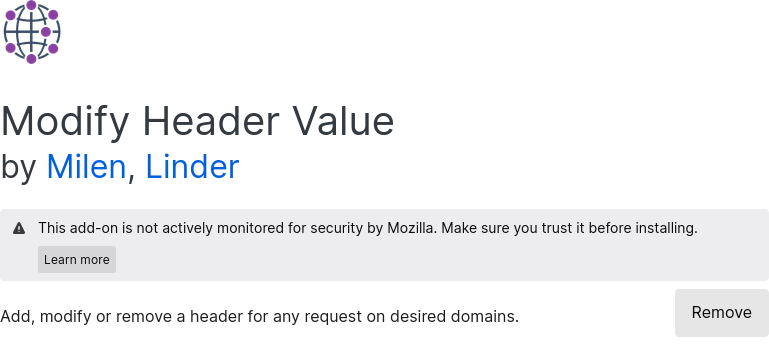 Modify Header Value
by Milen, Linder
This add-on is not actively monitored for security by Mozilla. Make sure you trust it before installing.
Learn more
Add, modify or remove a header for any request on desired domains.
Remove